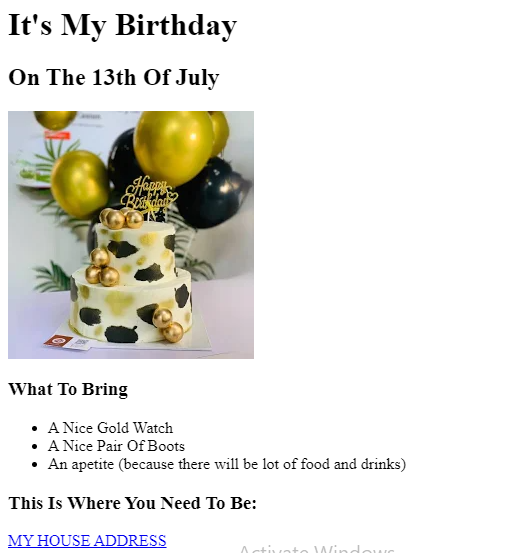 It's My Birthday
On The 13th Of July
Happy
Birthday
What To Bring
A Nice Gold Watch
A Nice Pair Of Boots
An apetite (because there will be lot of food and drinks)
This Is Where You Need To Be:
MY HOUSE ADDRESS
Activate Windows